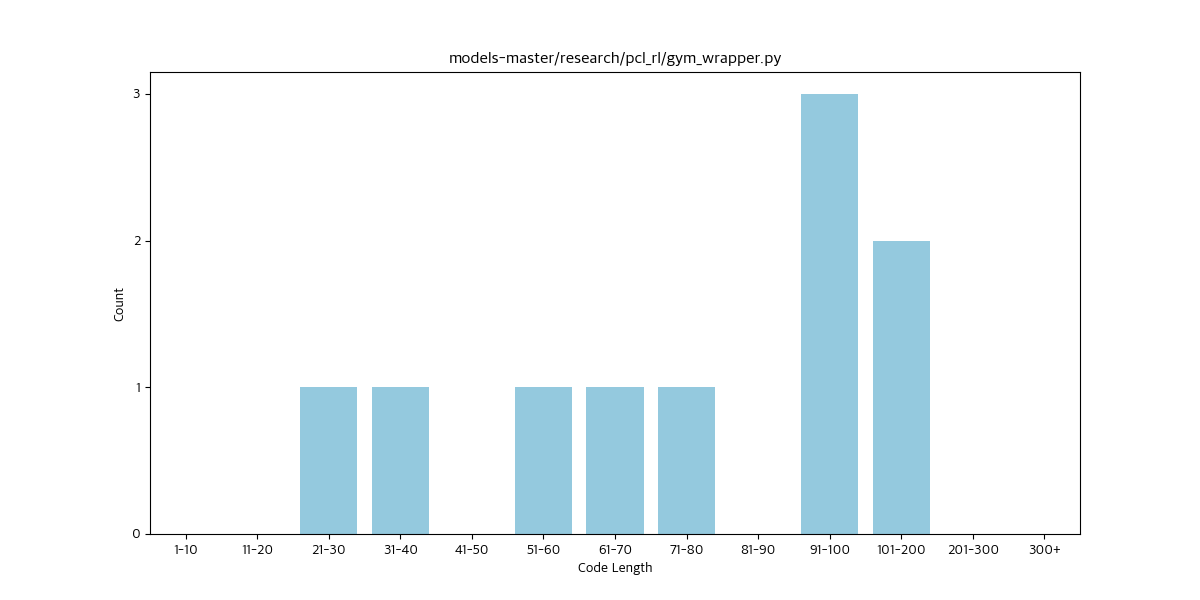 models-master/research/pcl_rl/gym_wrapper.py
3
2
1
0
Count
1-10 11-20 21-30 31-40 41-50 51-60 61-70 71-80 81-90 91-100 101-200 201-300 300+
Code Length